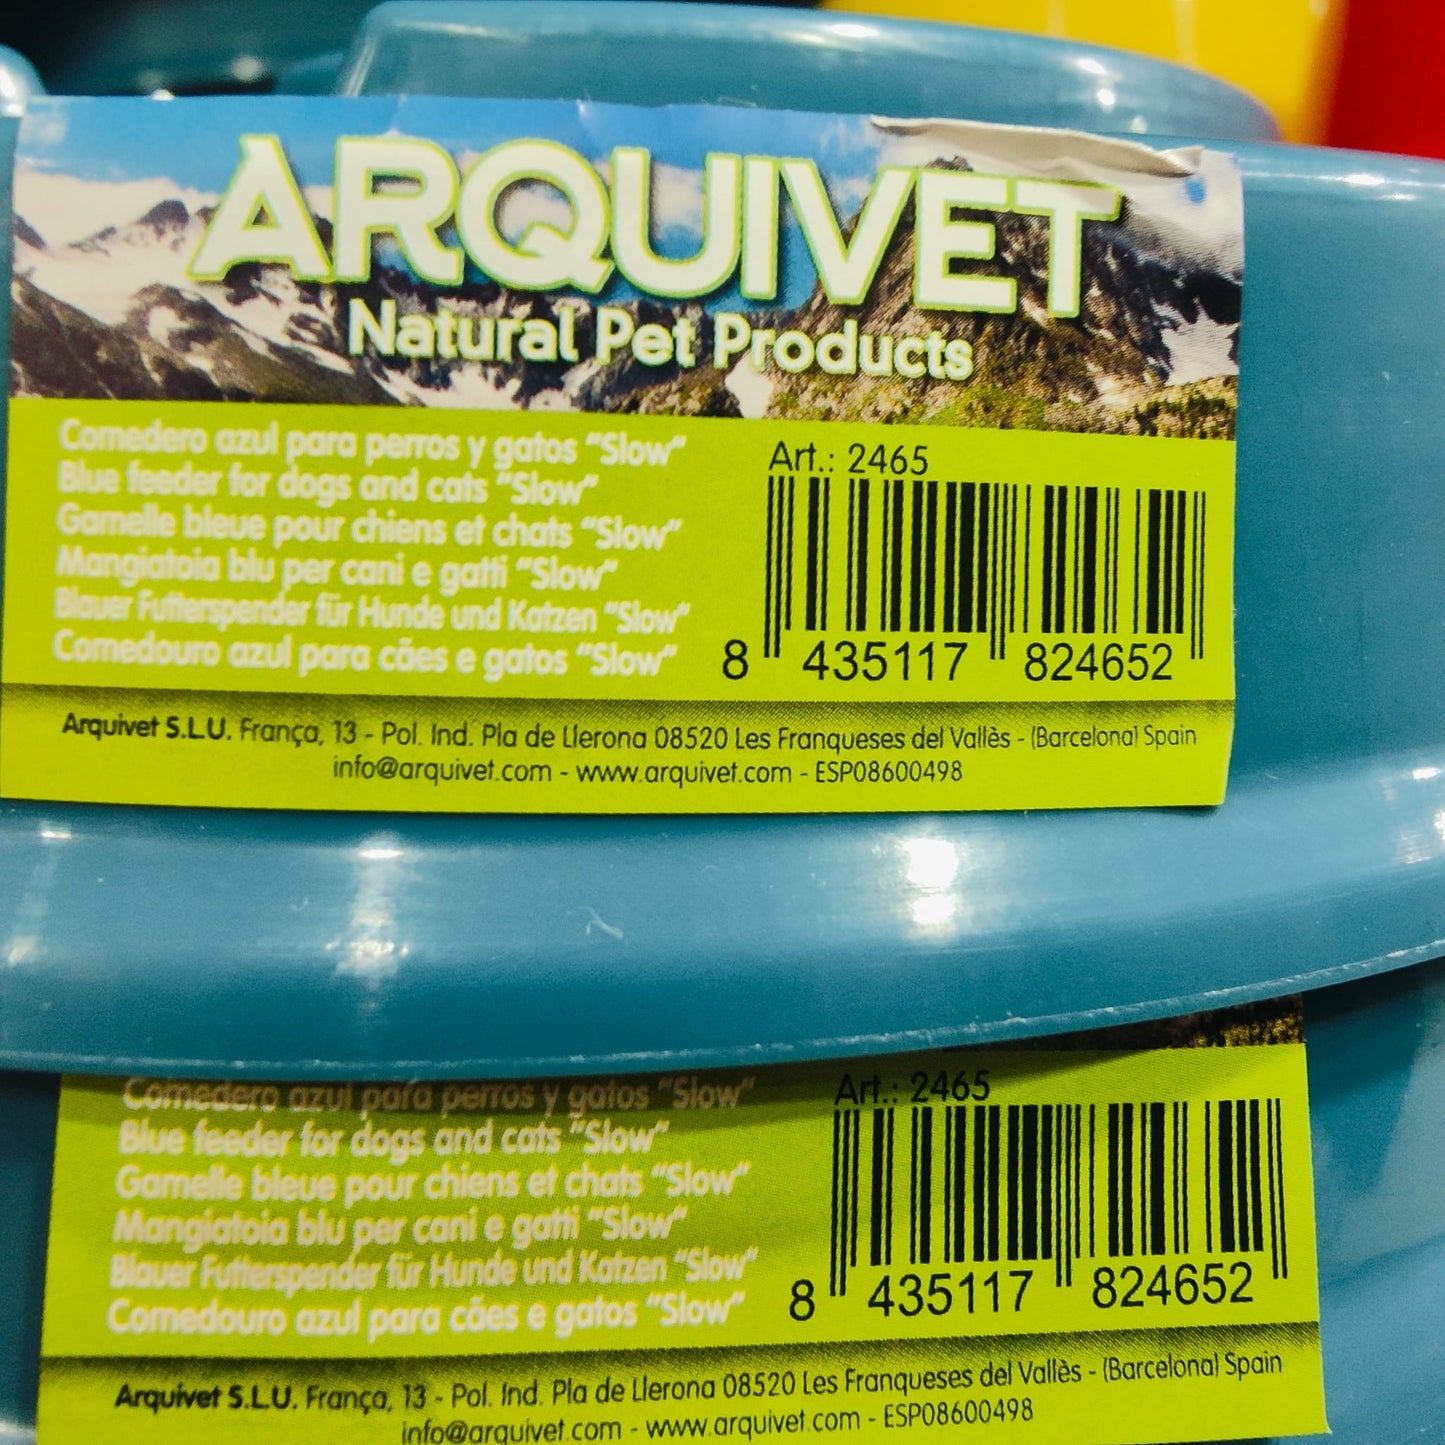 ARQUIVET
Natural Pet Products
Comedero azul para perros y gatos "Slow"
Blue feeder for dogs and cats "Slow"
Gamelle bleue pour chiens et chats "Slow"
Mangiatoia blu per cani e gatti "Slow"
Blauer Futterspender für Hunde und Katzen "Slow"
Comedouro azul para cães e gatos "Slow"
Art.: 2465
8 435117 824652
Arquivet S.L.U. França, 13 - Pol. Ind. Pla de Llerona 08520 Les Franqueses del Vallès - (Barcelona) Spain
info@arquivet.com - www.arquivet.com - ESP08600498
Comedero azul para perros y gatos "Slow"
Blue feeder for dogs and cats "Slow"
Gamelle bleue pour chiens et chats "Slow"
Mangiatoia blu per cani e gatti "Slow"
Blauer Futterspender für Hunde und Katzen "Slow"
Comedouro azul para cães e gatos "Slow"
Art.: 2465
8 435117 824652
Arquivet S.L.U. França, 13 - Pol. Ind. Pla de Llerona 08520 Les Franqueses del Vallès - (Barcelona) Spain
info@arquivet.com - www.arquivet.com - ESP08600498